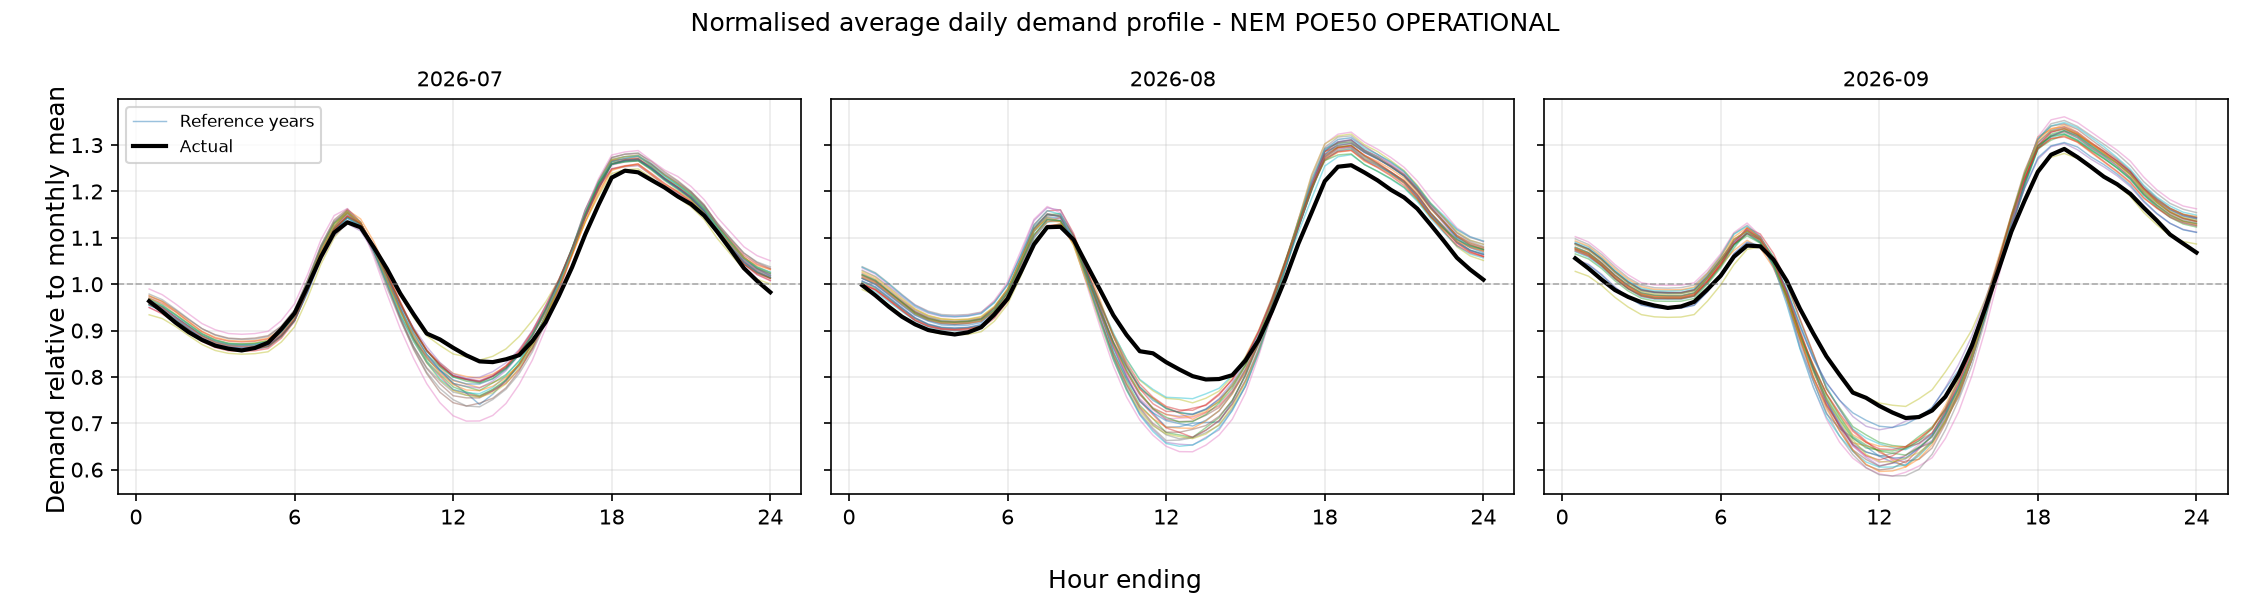 Normalised average daily demand profile - NEM POE50 OPERATIONAL
2026-07
2026-08
2026-09
Demand relative to monthly mean
Reference years
Actual
1.3
1.2
1.1
1.0
0.9
0.8
0.7
0.6
0 6 12 18 24
0 6 12 18 24
0 6 12 18 24
Hour ending